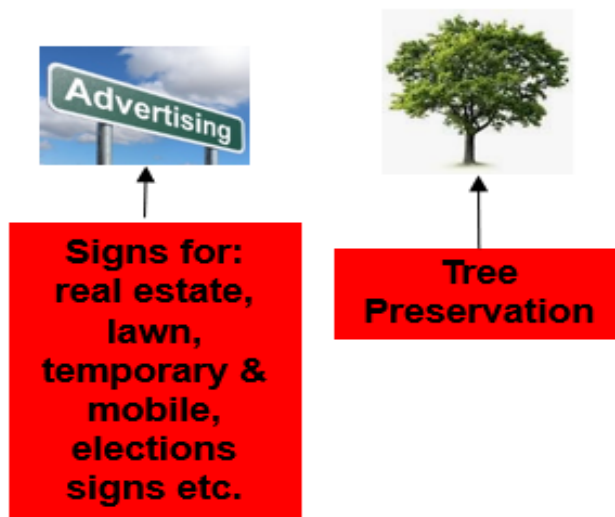 Advertising
Signs for:
real estate,
lawn,
temporary &
mobile,
elections
signs etc.
Tree
Preservation